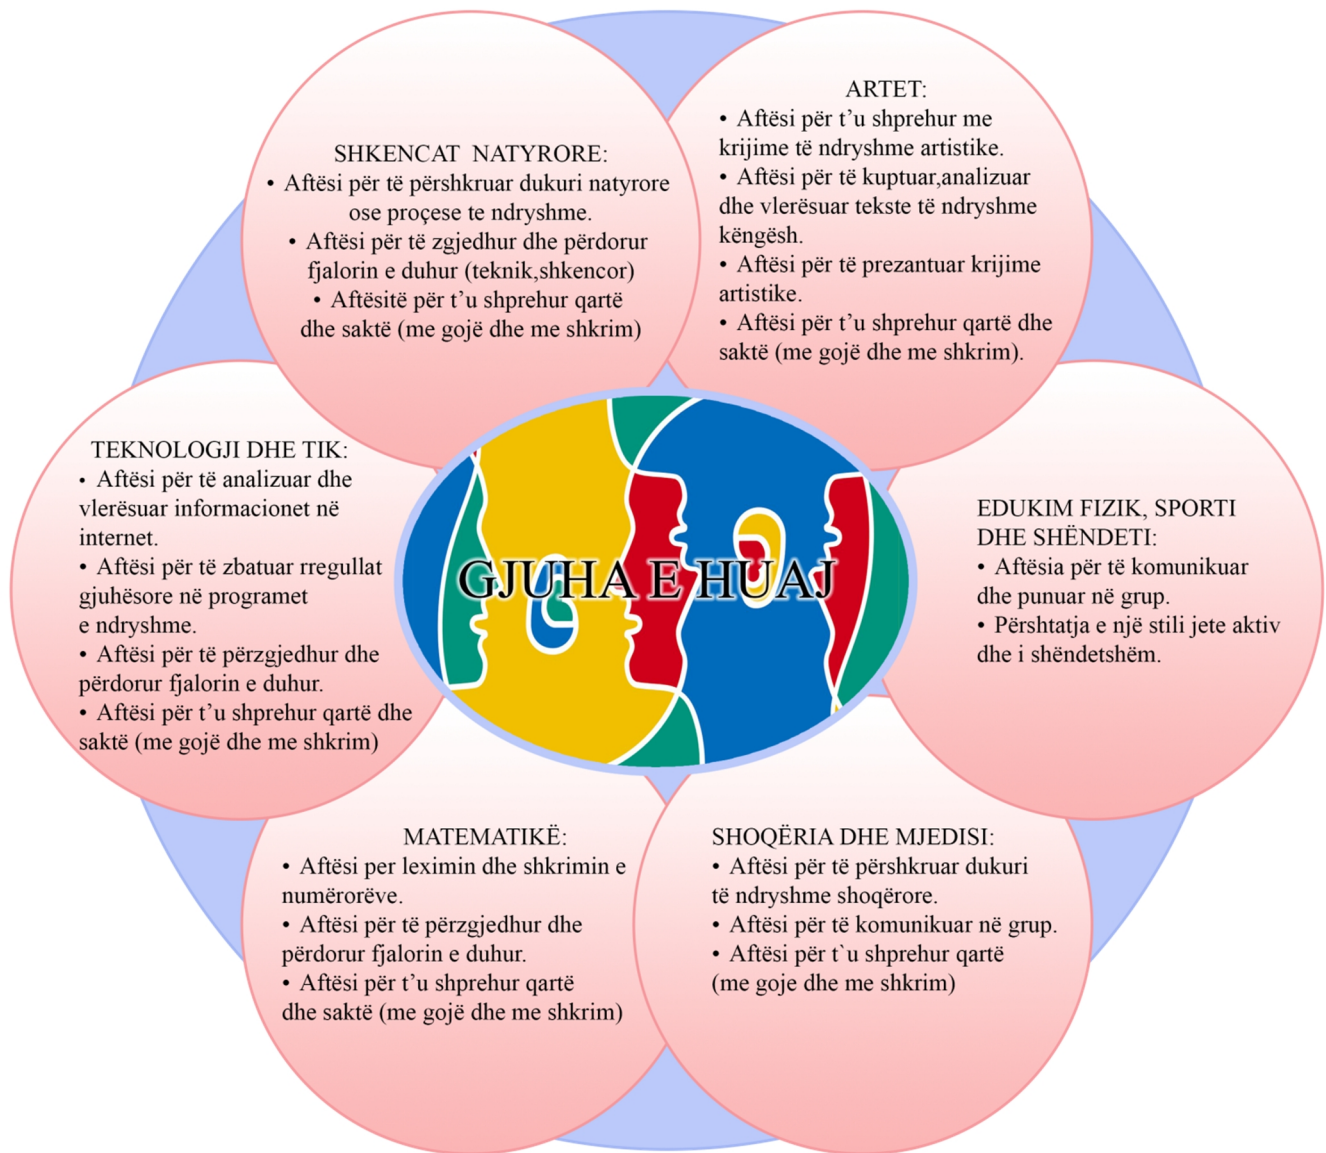 SHKENCAT NATYRORE:
• Aftësi për të përshkruar dukuri natyrore
ose proçese te ndryshme.
• Aftësi për të zgjedhur dhe përdorur
fjalorin e duhur (teknik,shkencor)
• Aftësitë për t’u shprehur qartë
dhe saktë (me gojë dhe me shkrim)
ARTET:
• Aftësi për t’u shprehur me
krijime të ndryshme artistike.
• Aftësi për të kuptuar,analizuar
dhe vlerësuar tekste të ndryshme
këngësh.
• Aftësi për të prezantuar krijime
artistike.
• Aftësi për t’u shprehur qartë dhe
saktë (me gojë dhe me shkrim).
TEKNOLOGJI DHE TIK:
• Aftësi për të analizuar dhe
vlerësuar informacionet në
internet.
• Aftësi për të zbatuar rregullat
gjuhësore në programet
e ndryshme.
• Aftësi për të përzgjedhur dhe
përdorur fjalorin e duhur.
• Aftësi për t’u shprehur qartë dhe
saktë (me gojë dhe me shkrim)
GJUHA E HUAJ
EDUKIM FIZIK, SPORTI
DHE SHËNDETI:
• Aftësia për të komunikuar
dhe punuar në grup.
• Përshtatja e një stili jete aktiv
dhe i shëndetshëm.
MATEMATIKË:
• Aftësi per leximin dhe shkrimin e
numërorëve.
• Aftësi për të përzgjedhur dhe
përdorur fjalorin e duhur.
• Aftësi për t’u shprehur qartë
dhe saktë (me gojë dhe me shkrim)
SHOQËRIA DHE MJEDISI:
• Aftësi për të përshkruar dukuri
të ndryshme shoqërore.
• Aftësi për të komunikuar në grup.
• Aftësi për t`u shprehur qartë
(me goje dhe me shkrim)